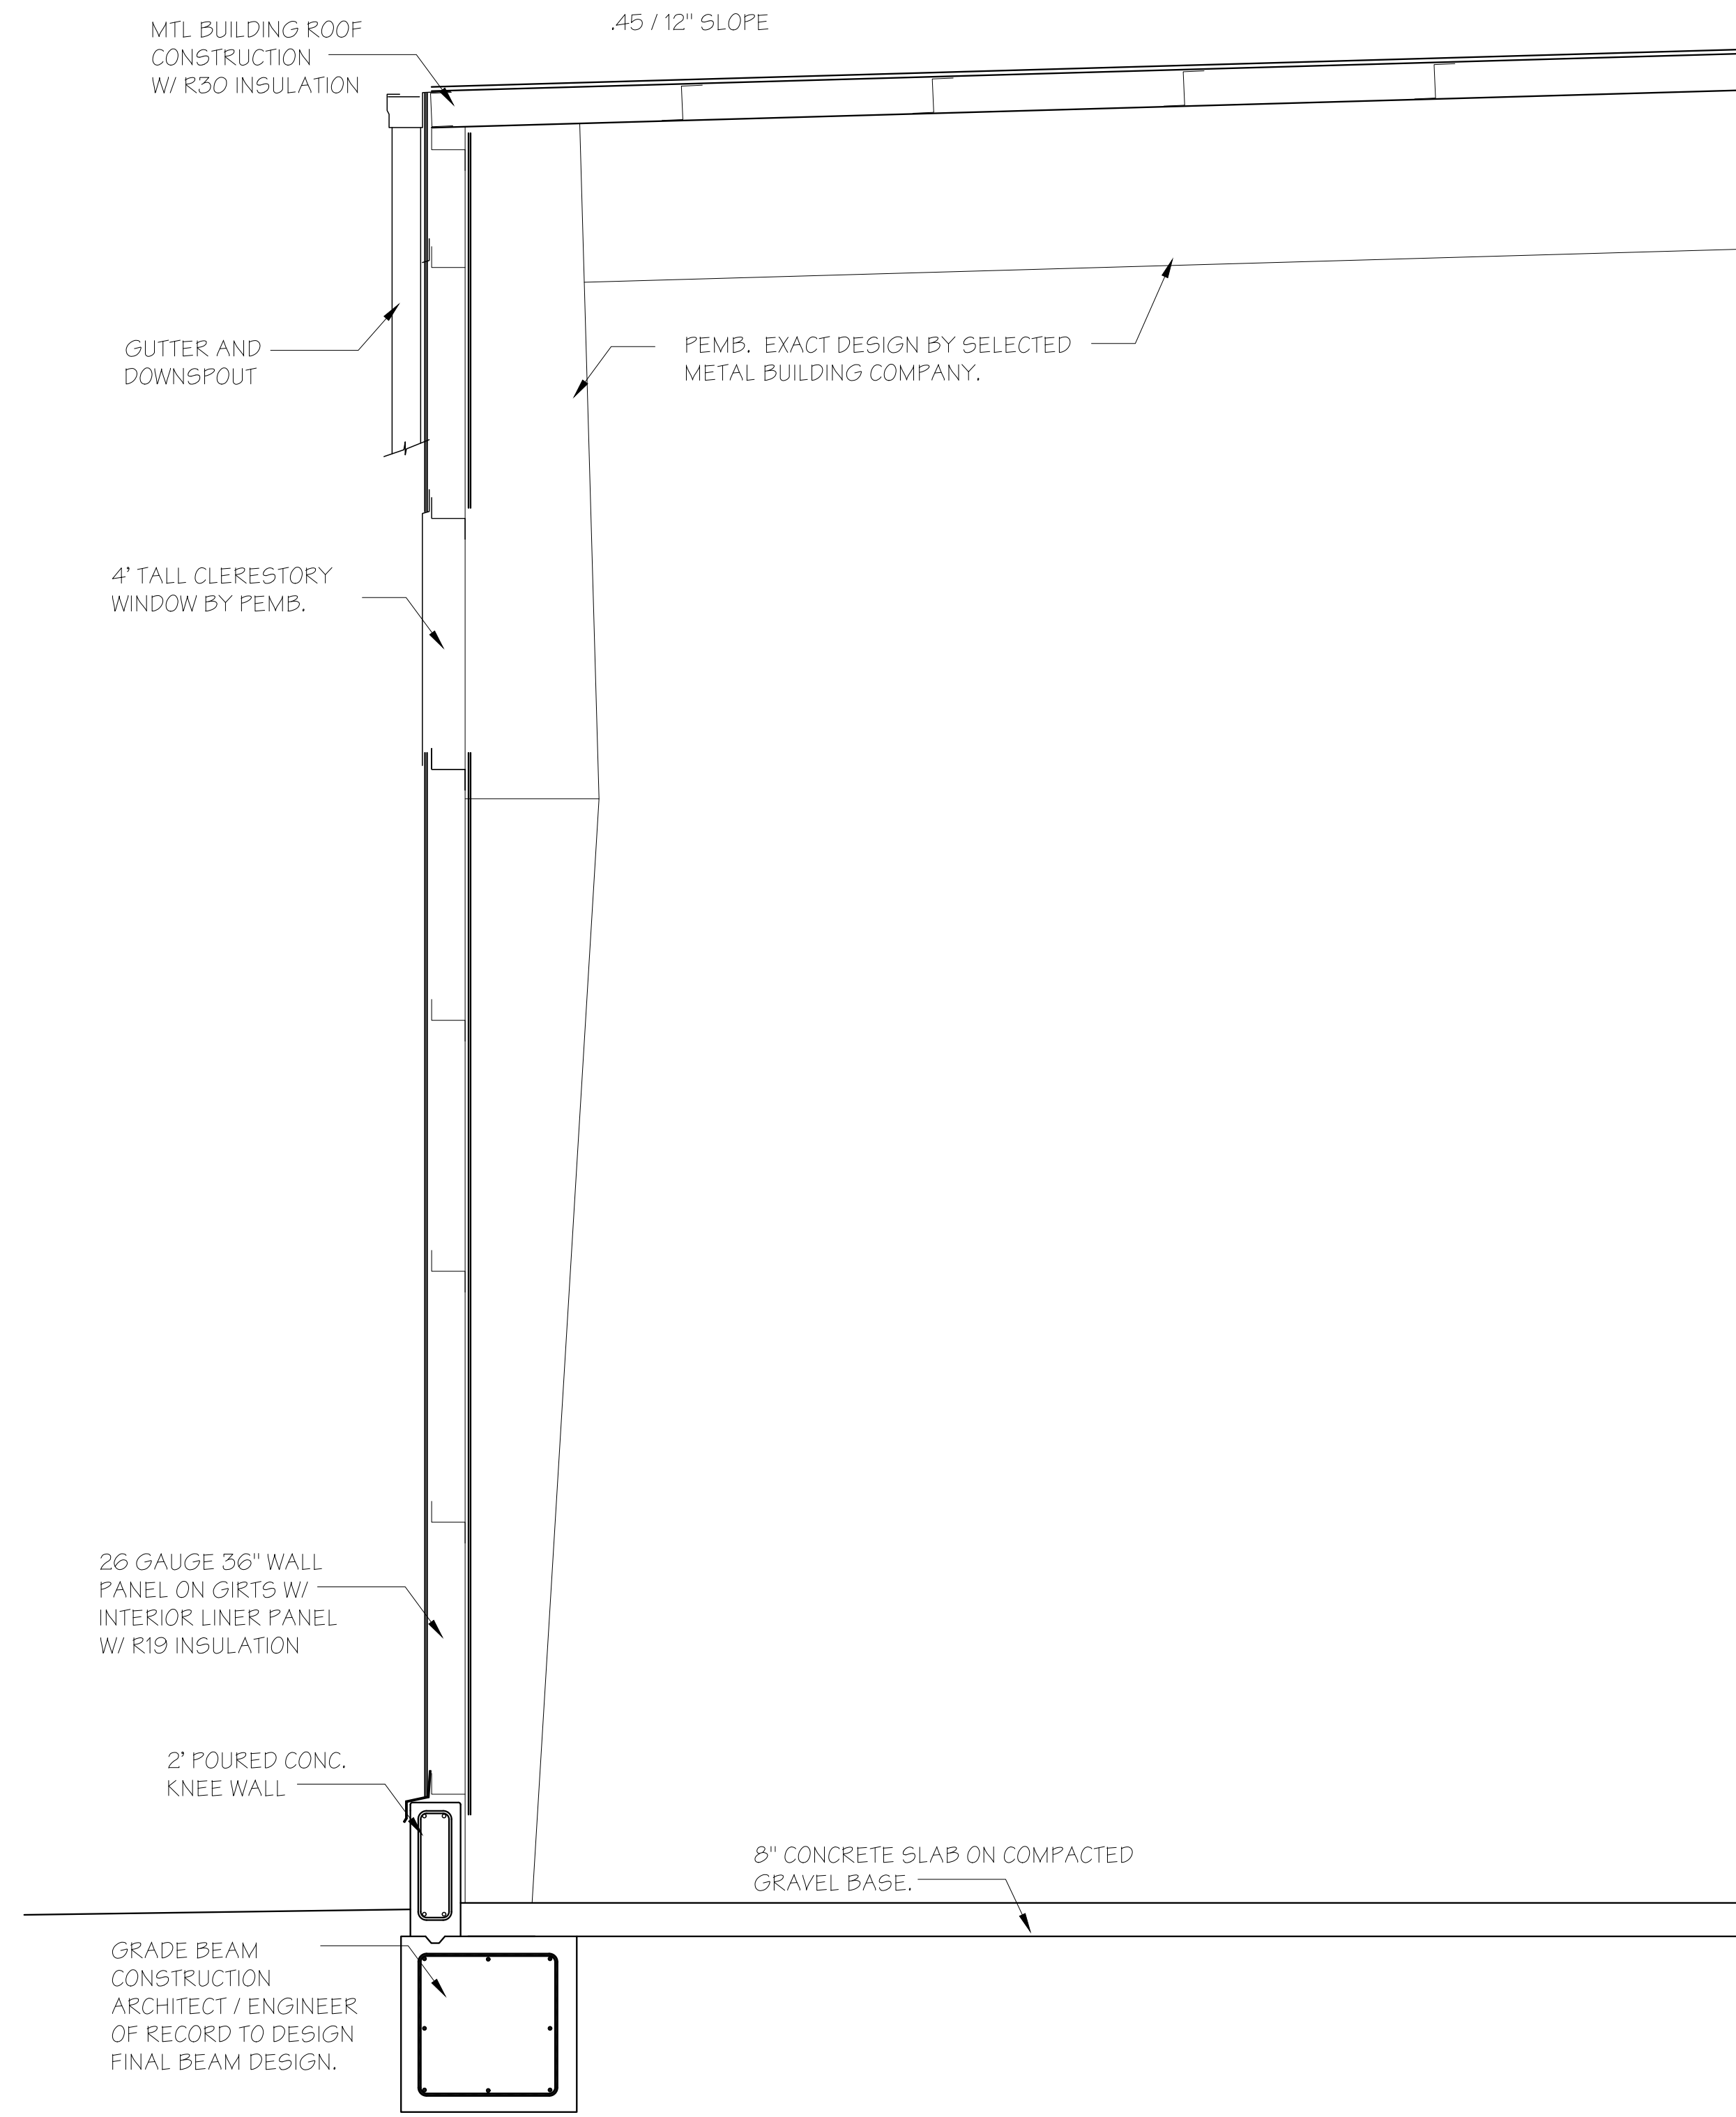 MTL BUILDING ROOF
CONSTRUCTION
W/ R30 INSULATION
.45 / 12" SLOPE
GUTTER AND
DOWNSPOUT
PEMB. EXACT DESIGN BY SELECTED
METAL BUILDING COMPANY.
4' TALL CLERESTORY
WINDOW BY PEMB.
26 GAUGE 36" WALL
PANEL ON GIRTS W/
INTERIOR LINER PANEL
W/ R19 INSULATION
2' POURED CONC.
KNEE WALL
8" CONCRETE SLAB ON COMPACTED
GRAVEL BASE.
GRADE BEAM
CONSTRUCTION
ARCHITECT / ENGINEER
OF RECORD TO DESIGN
FINAL BEAM DESIGN.